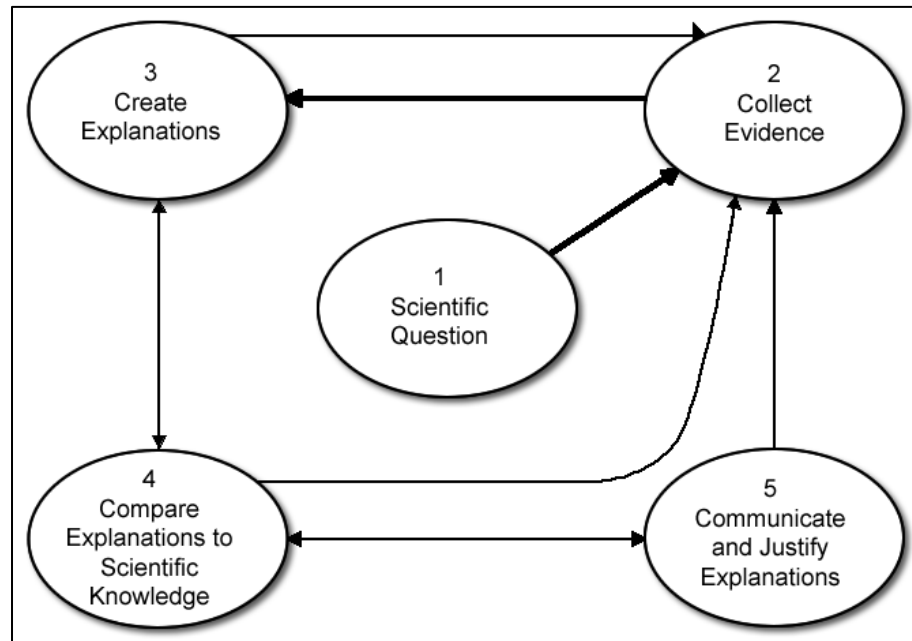 3
Create
Explanations
2
Collect
Evidence
1
Scientific
Question
4
Compare
Explanations to
Scientific
Knowledge
5
Communicate
and Justify
Explanations